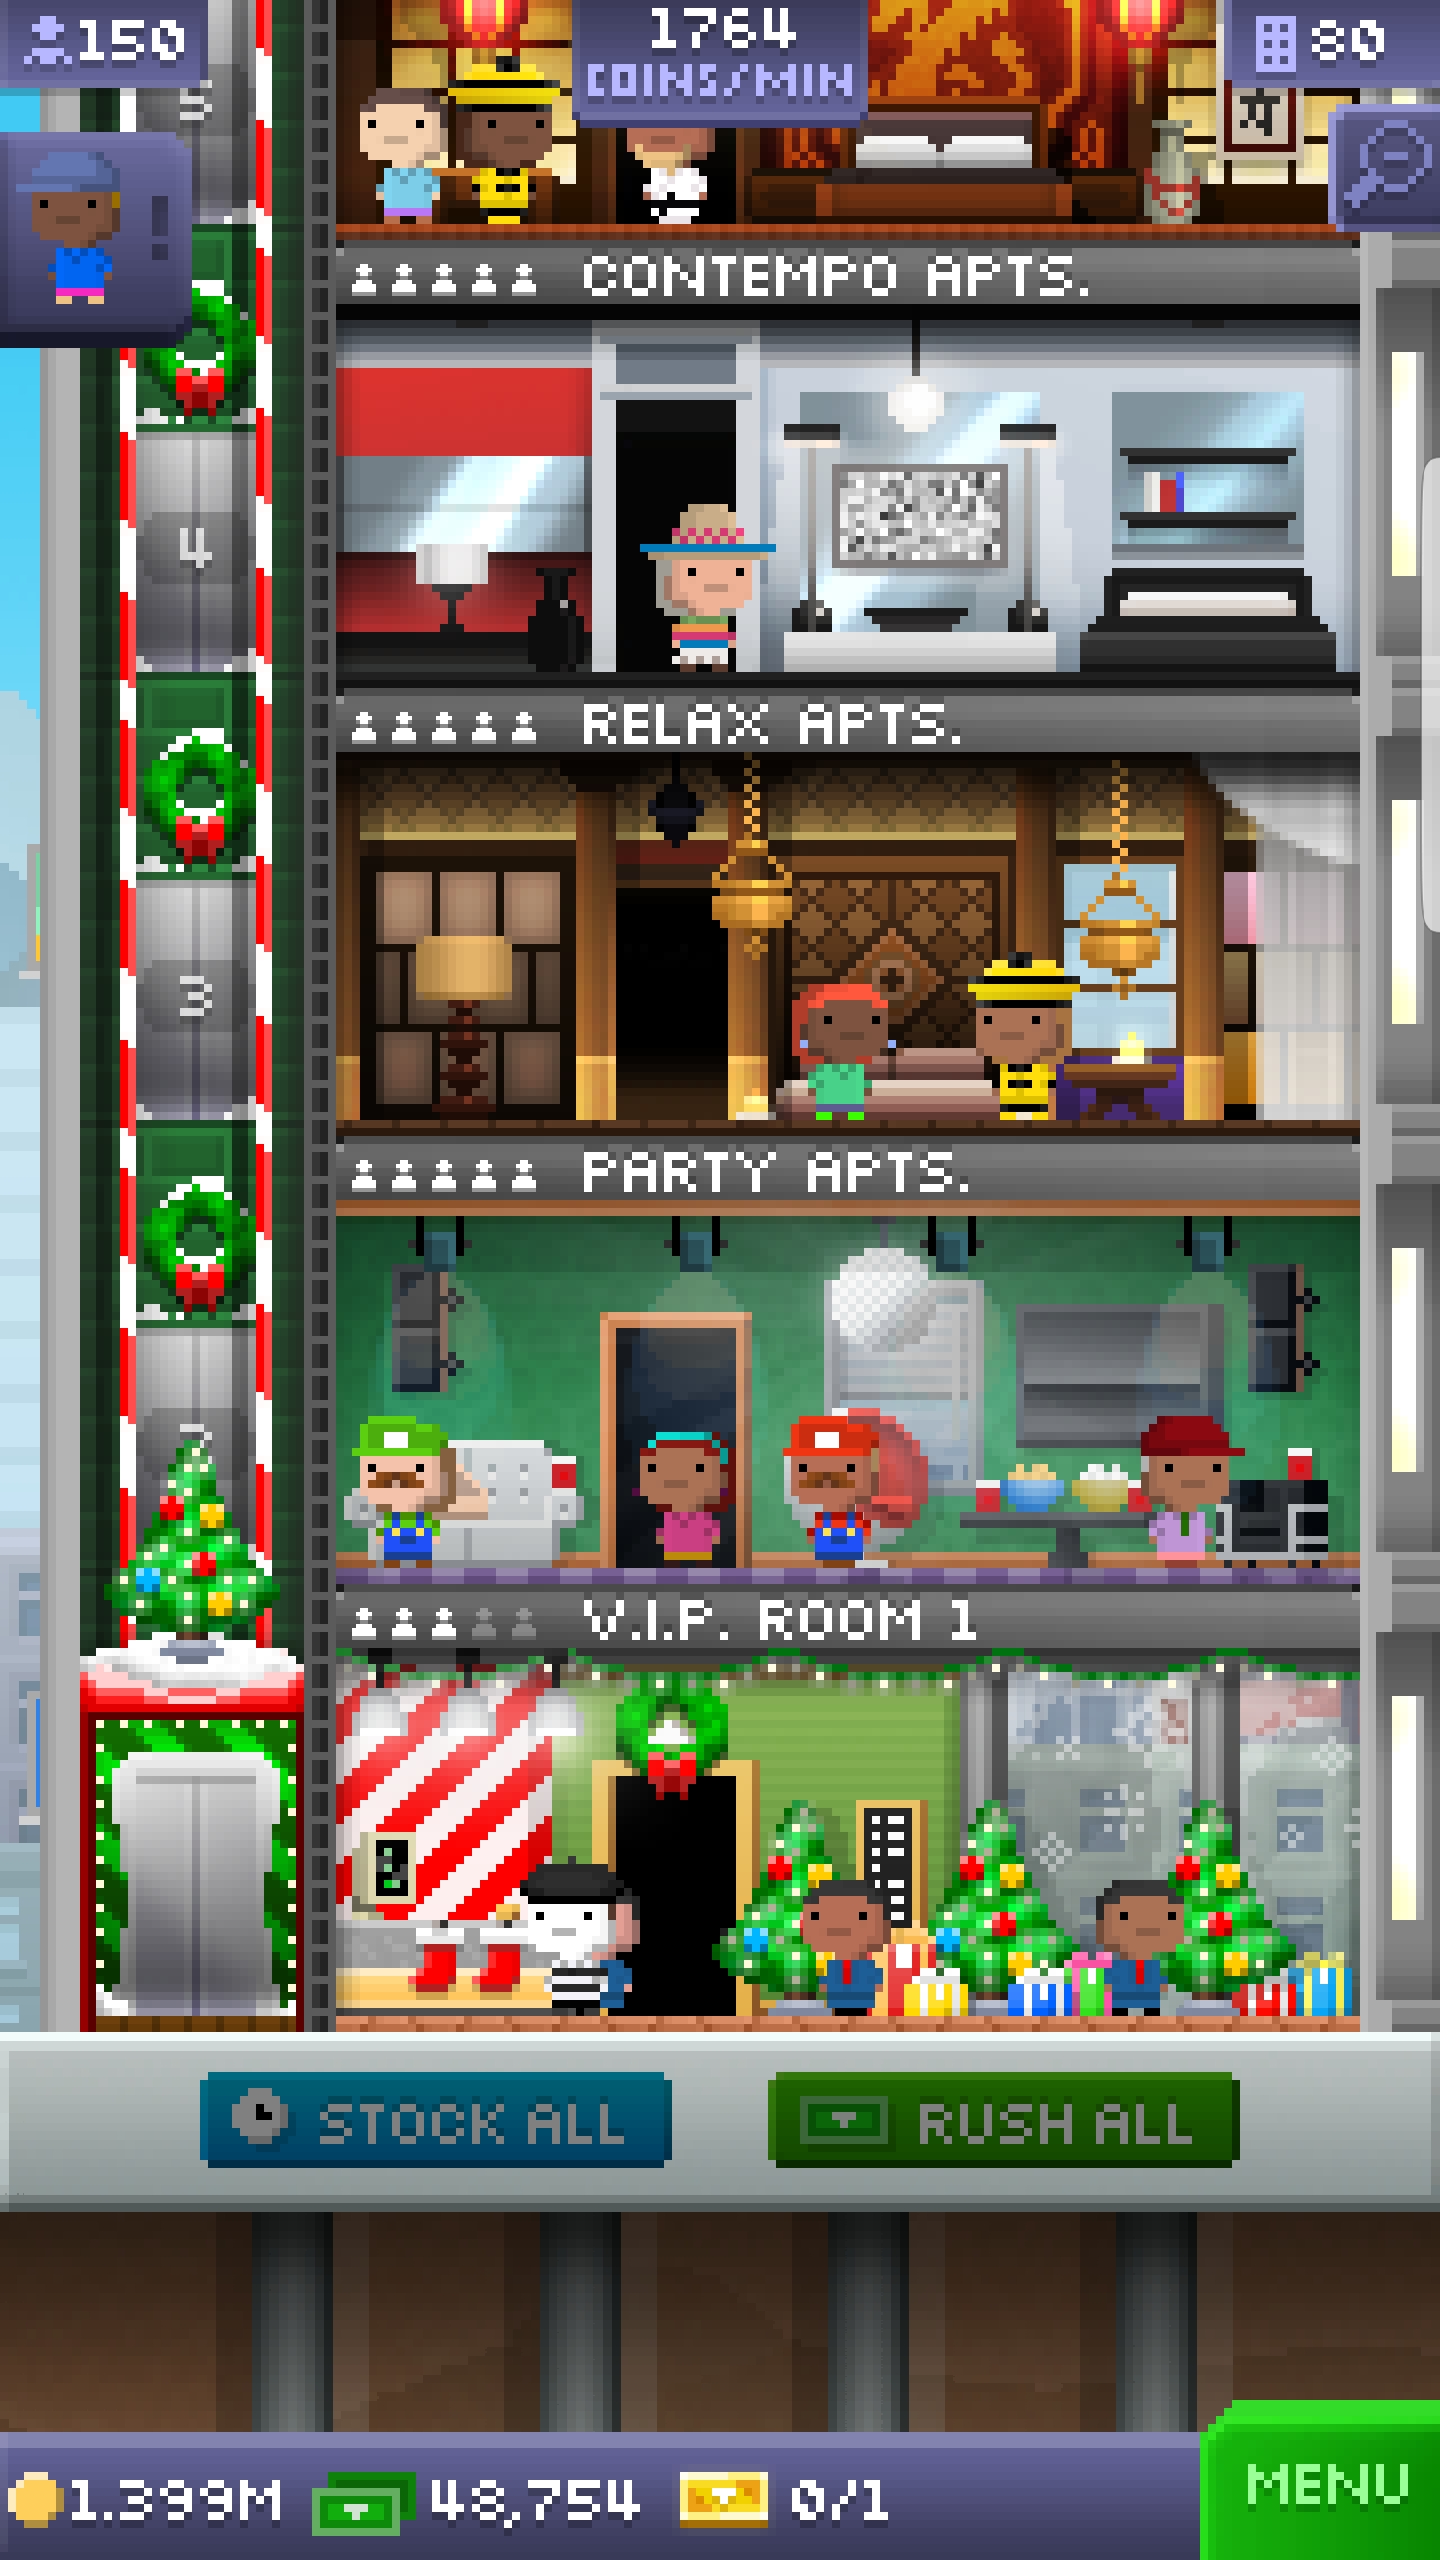 150
1764
COINS/MIN
80
5
CONTEMPO APTS.
4
RELAX APTS.
3
PARTY APTS.
V.I.P. ROOM 1
STOCK ALL
RUSH ALL
1.399M
48,754
0/1
MENU